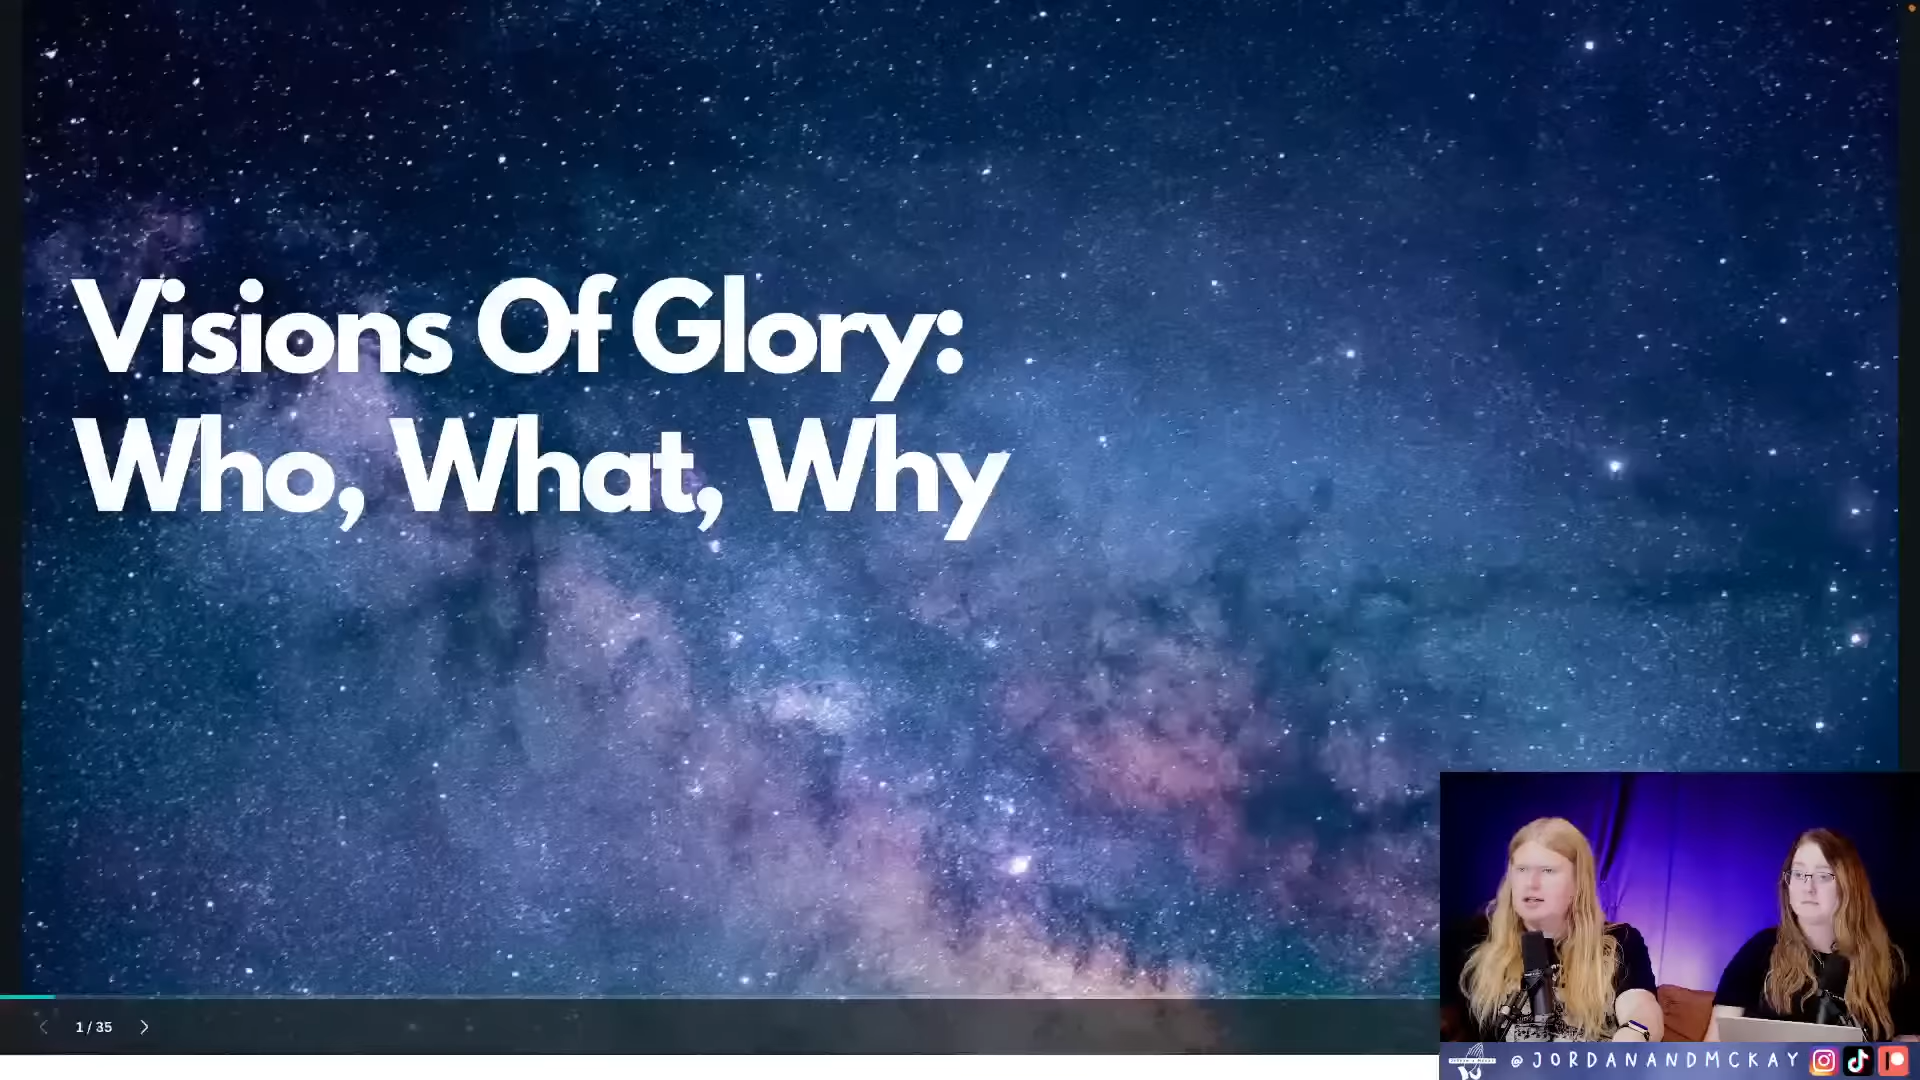 Visions Of Glory:
Who, What, Why
1 / 35
@JORDANANDMCKAY